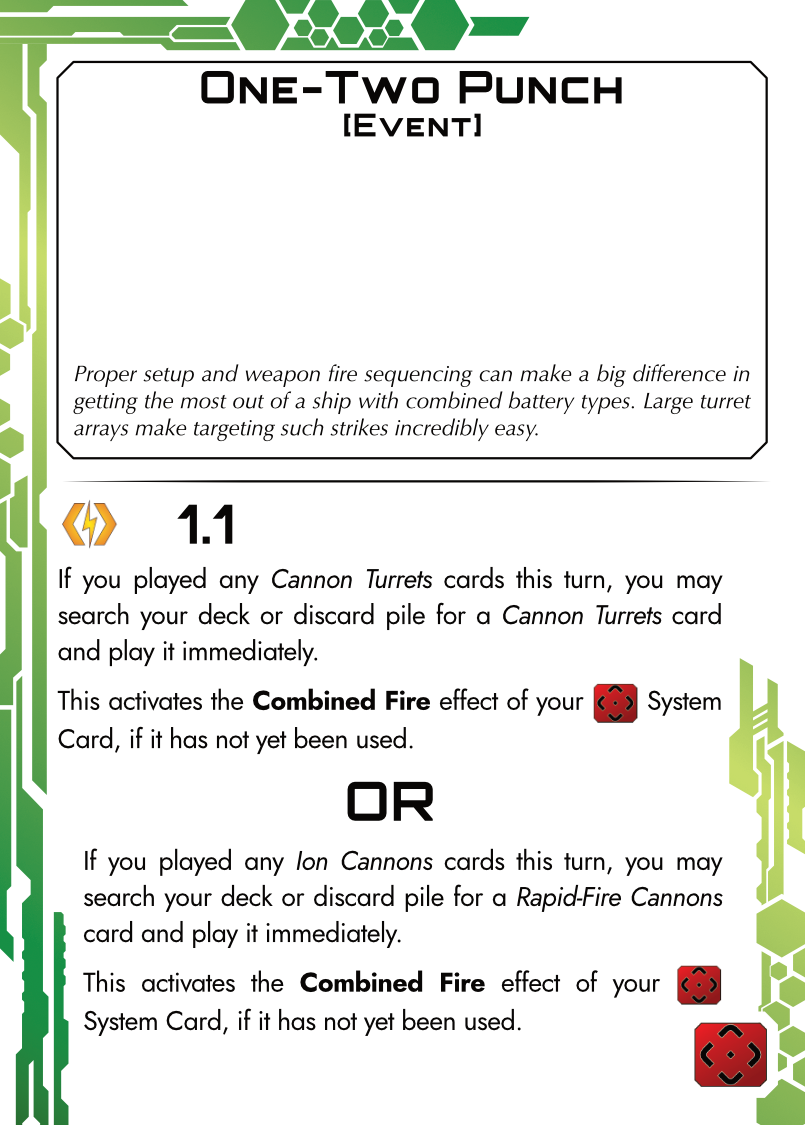 One-Two Punch
[Event]
Proper setup and weapon fire sequencing can make a big difference in
getting the most out of a ship with combined battery types. Large turret
arrays make targeting such strikes incredibly easy.
1.1
If you played any Cannon Turrets cards this turn, you may
search your deck or discard pile for a Cannon Turrets card
and play it immediately.
This activates the Combined Fire effect of your System
Card, if it has not yet been used.
OR
If you played any Ion Cannons cards this turn, you may
search your deck or discard pile for a Rapid-Fire Cannons
card and play it immediately.
This activates the Combined Fire effect of your
System Card, if it has not yet been used.